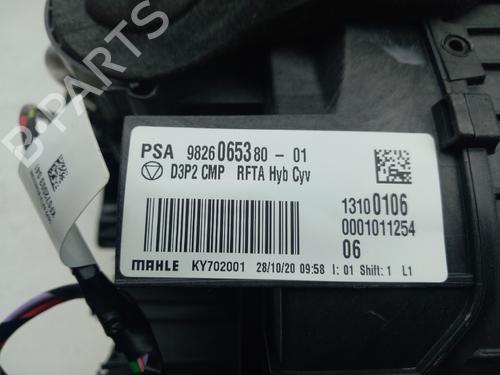 B-PARTS
PSA 9826065380-01
D3P2 CMP RFTA Hyb Cyv
13100106
0001011254
06
MAHLE KY702001 28/10/20 09:58 I: 01 Shift: 1 L1